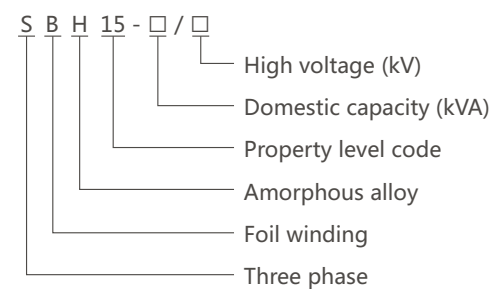 S B H 15 - □ / □
High voltage (kV)
Domestic capacity (kVA)
Property level code
Amorphous alloy
Foil winding
Three phase